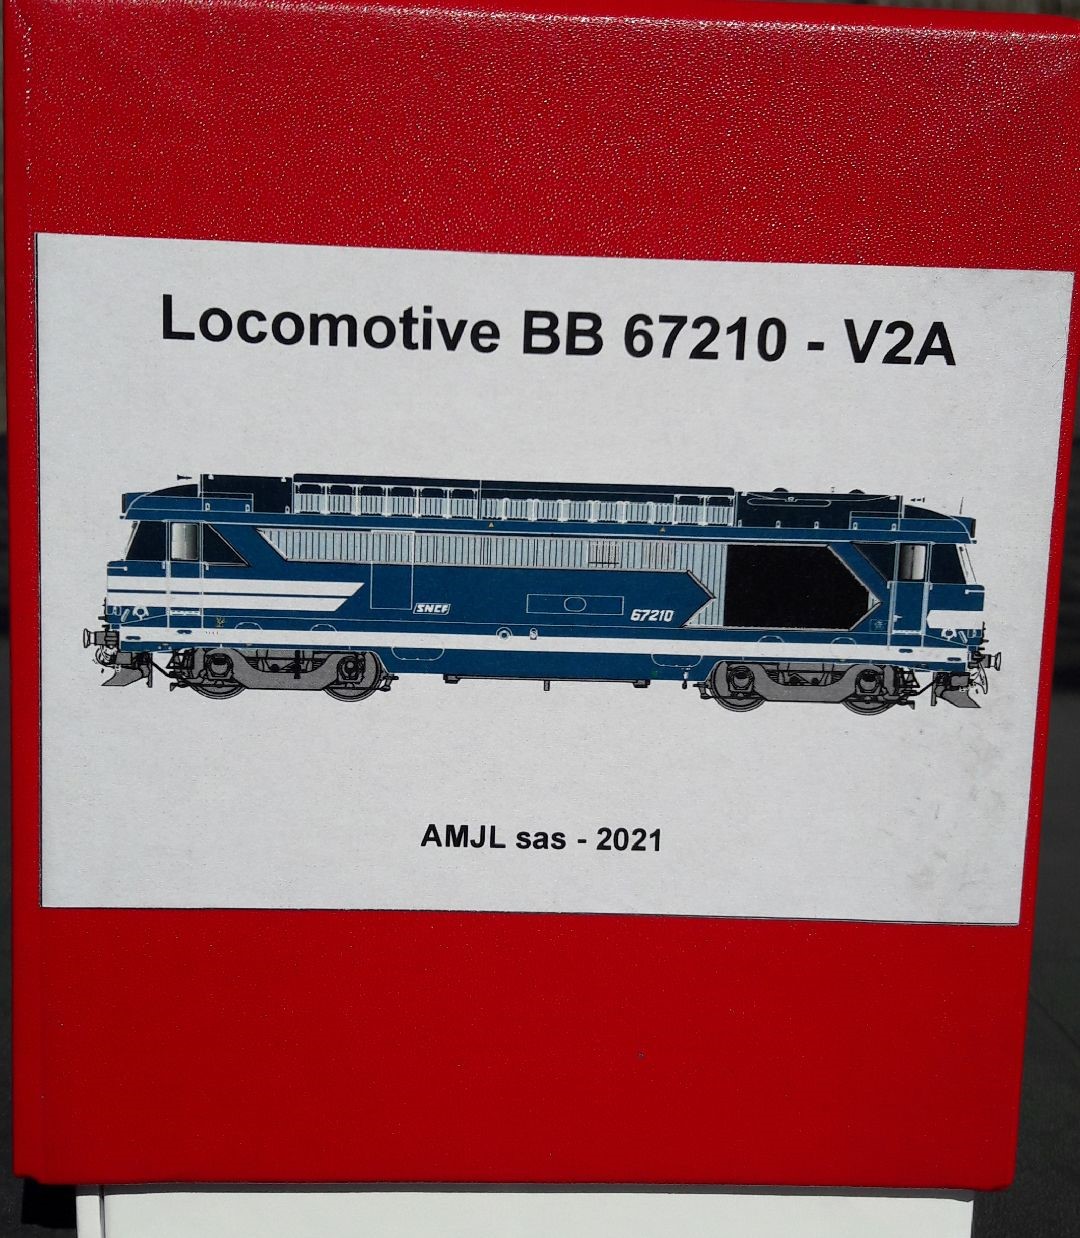 Locomotive BB 67210 - V2A
SNCF
67210
AMJL sas - 2021